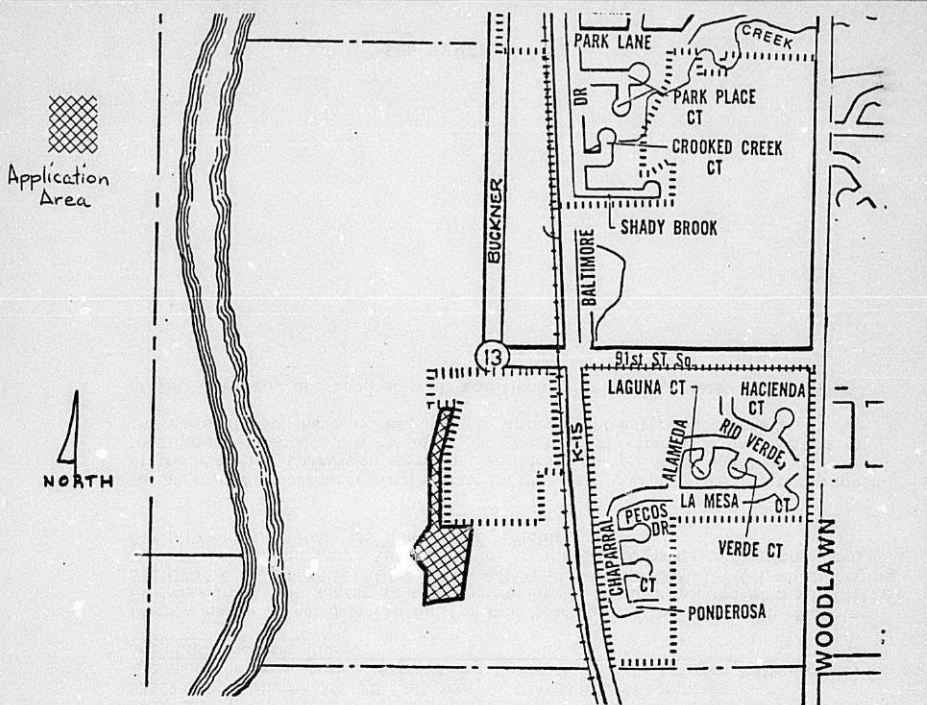 PARK LANE
CREEK
DR
PARK PLACE
CT
CROOKED CREEK
CT
SHADY BROOK
Application
Area
BUCKNER
BALTIMORE
13
91st. ST. So.
LAGUNA CT
HACIENDA
CT
K-15
ALAMEDA
RIO VERDE
NORTH
LA MESA
CT
PECOS
DR
VERDE CT
CHAPARRAL
CT
PONDEROSA
WOODLAWN